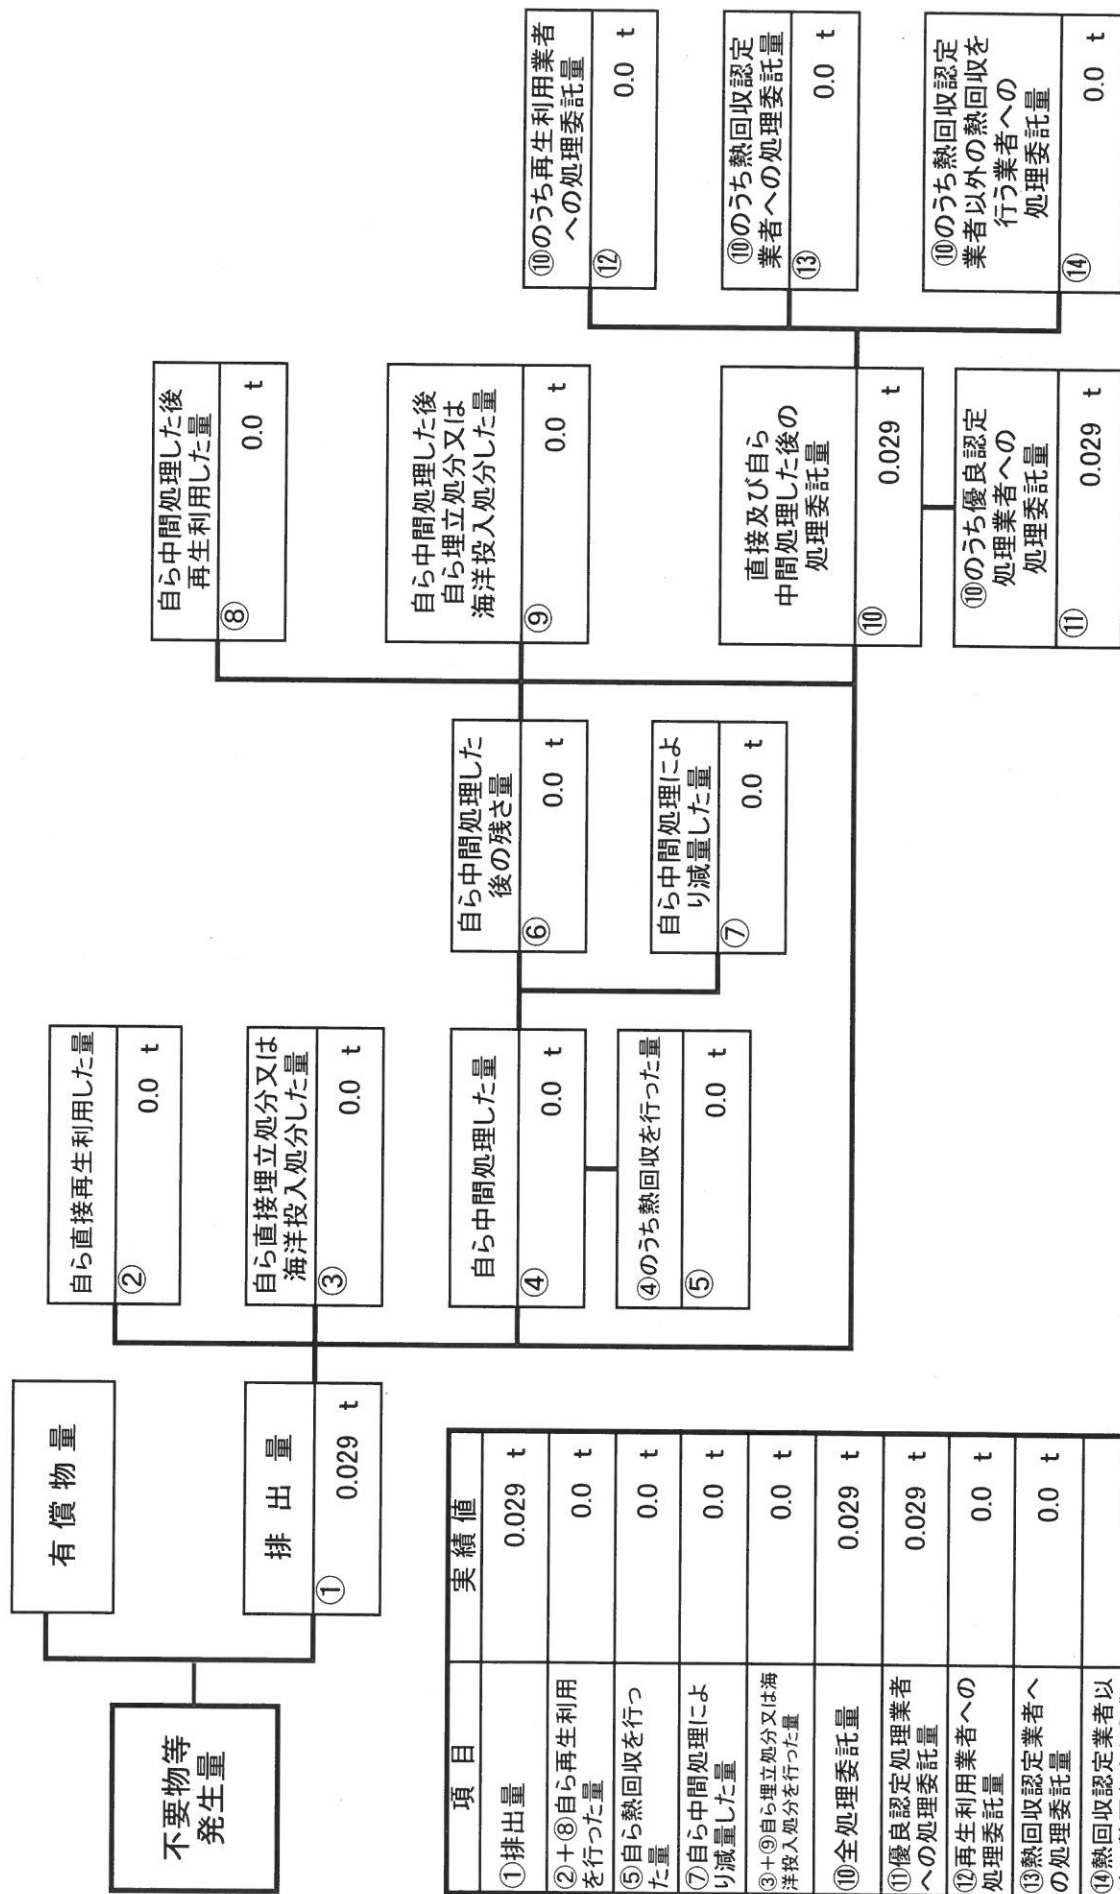 不要物等
発生量
有償物量
排出量
① 0.029 t
自ら直接再生利用した量
② 0.0 t
自ら直接埋立処分又は
海洋投入処分した量
③ 0.0 t
自ら中間処理した量
④ 0.0 t
④のうち熱回収を行った量
⑤ 0.0 t
自ら中間処理した
後の残さ量
⑥ 0.0 t
自ら中間処理によ
り減量した量
⑦ 0.0 t
自ら中間処理した後
再生利用した量
⑧ 0.0 t
自ら中間処理した後
自ら埋立処分又は
海洋投入処分した量
⑨ 0.0 t
直接及び自ら
中間処理した後の
処理委託量
⑩ 0.029 t
⑩のうち優良認定
処理業者への
処理委託量
⑪ 0.029 t
⑩のうち再生利用業者
への処理委託量
⑫ 0.0 t
⑩のうち熱回収認定
業者への処理委託量
⑬ 0.0 t
⑩のうち熱回収認定
業者以外の熱回収を
行う業者への
処理委託量
⑭ 0.0 t
項目 実績値
①排出量 0.029 t
②+⑧自ら再生利用
を行った量 0.0 t
⑤自ら熱回収を行っ
た量 0.0 t
⑦自ら中間処理によ
り減量した量 0.0 t
③+⑨自ら埋立処分又は海
洋投入処分を行った量 0.0 t
⑩全処理委託量 0.029 t
⑪優良認定処理業者
への処理委託量 0.029 t
⑫再生利用業者への
処理委託量 0.0 t
⑬熱回収認定業者へ
の処理委託量 0.0 t
⑭熱回収認定業者以